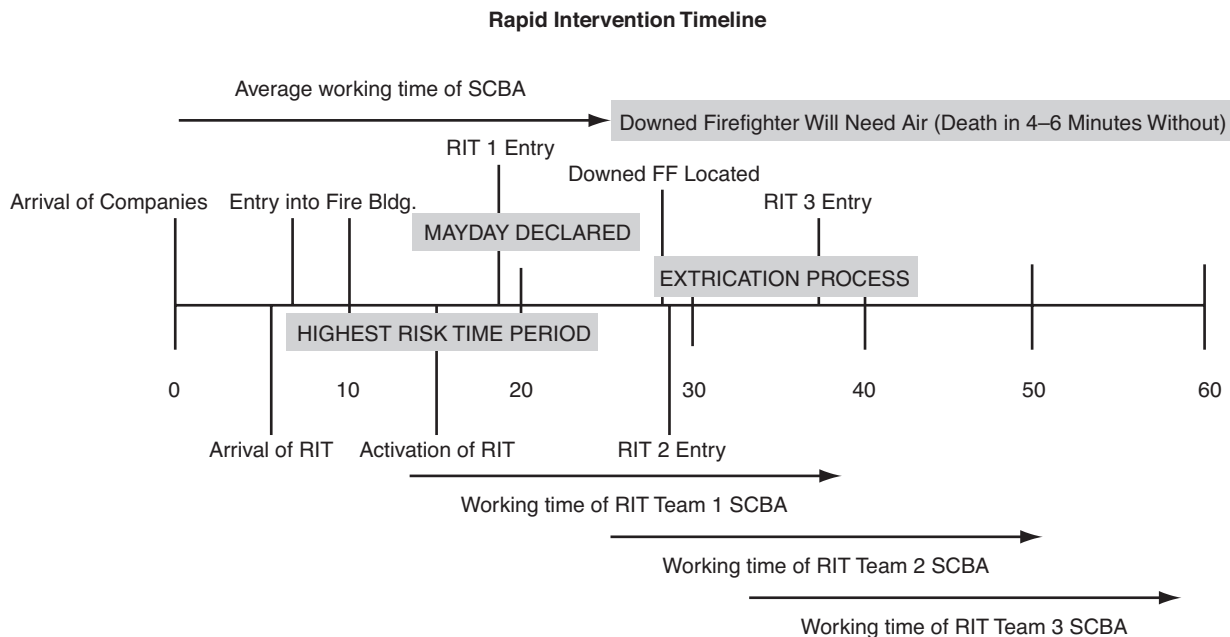 Rapid Intervention Timeline
Average working time of SCBA
Downed Firefighter Will Need Air (Death in 4–6 Minutes Without)
RIT 1 Entry
Downed FF Located
Arrival of Companies
Entry into Fire Bldg.
RIT 3 Entry
MAYDAY DECLARED
EXTRICATION PROCESS
HIGHEST RISK TIME PERIOD
0
10
20
30
40
50
60
Arrival of RIT
Activation of RIT
RIT 2 Entry
Working time of RIT Team 1 SCBA
Working time of RIT Team 2 SCBA
Working time of RIT Team 3 SCBA